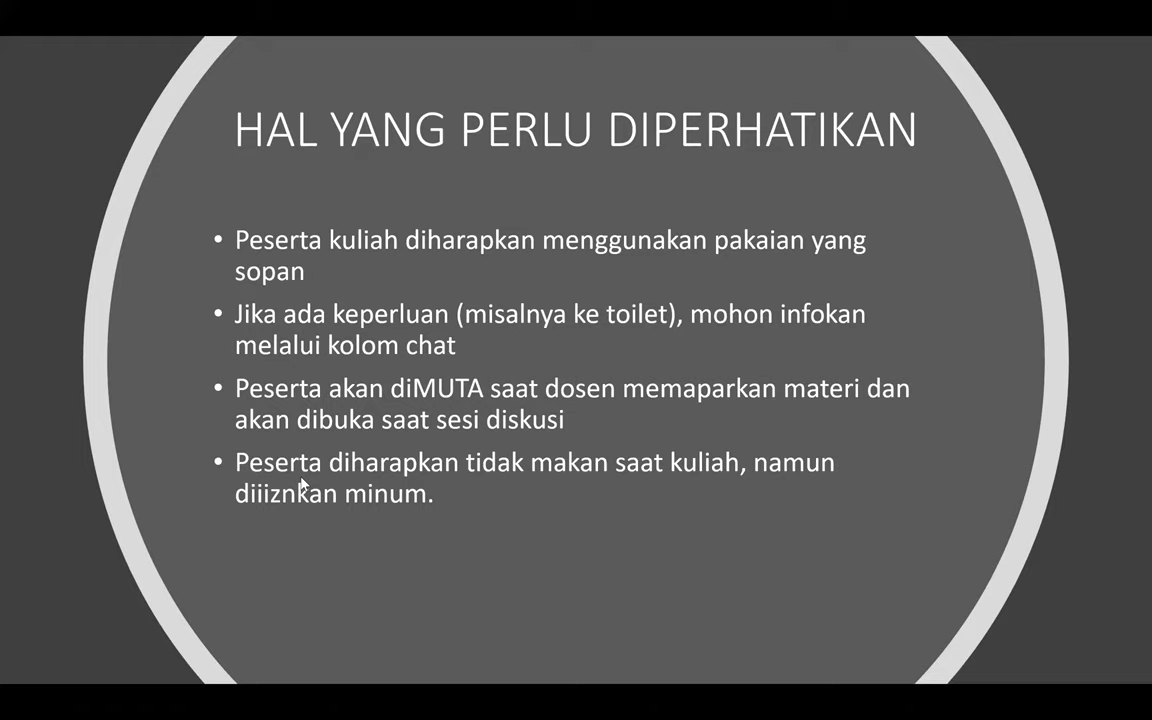 HAL YANG PERLU DIPERHATIKAN
• Peserta kuliah diharapkan menggunakan pakaian yang
sopan
• Jika ada keperluan (misalnya ke toilet), mohon infokan
melalui kolom chat
• Peserta akan diMUTA saat dosen memaparkan materi dan
akan dibuka saat sesi diskusi
• Peserta diharapkan tidak makan saat kuliah, namun
diiiznkan minum.